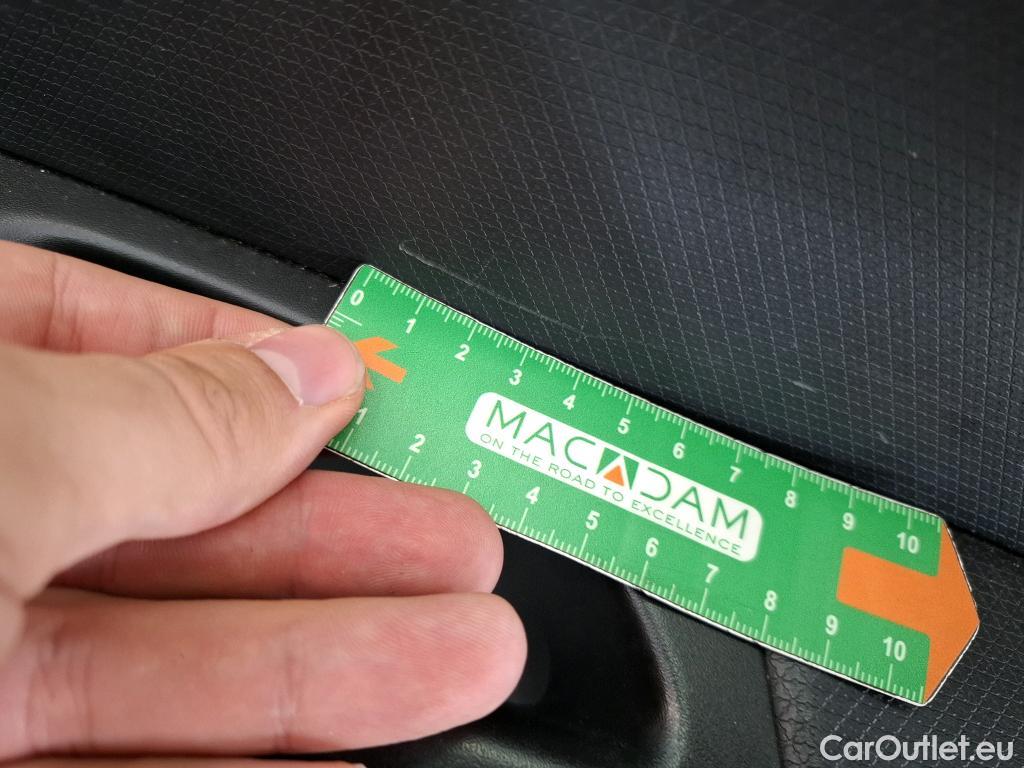 0 1 2 3 4 5 6 7 8 9 10
MACADAM
ON THE ROAD TO EXCELLENCE
1 2 3 4 5 6 7 8 9 10
CarOutlet.eu